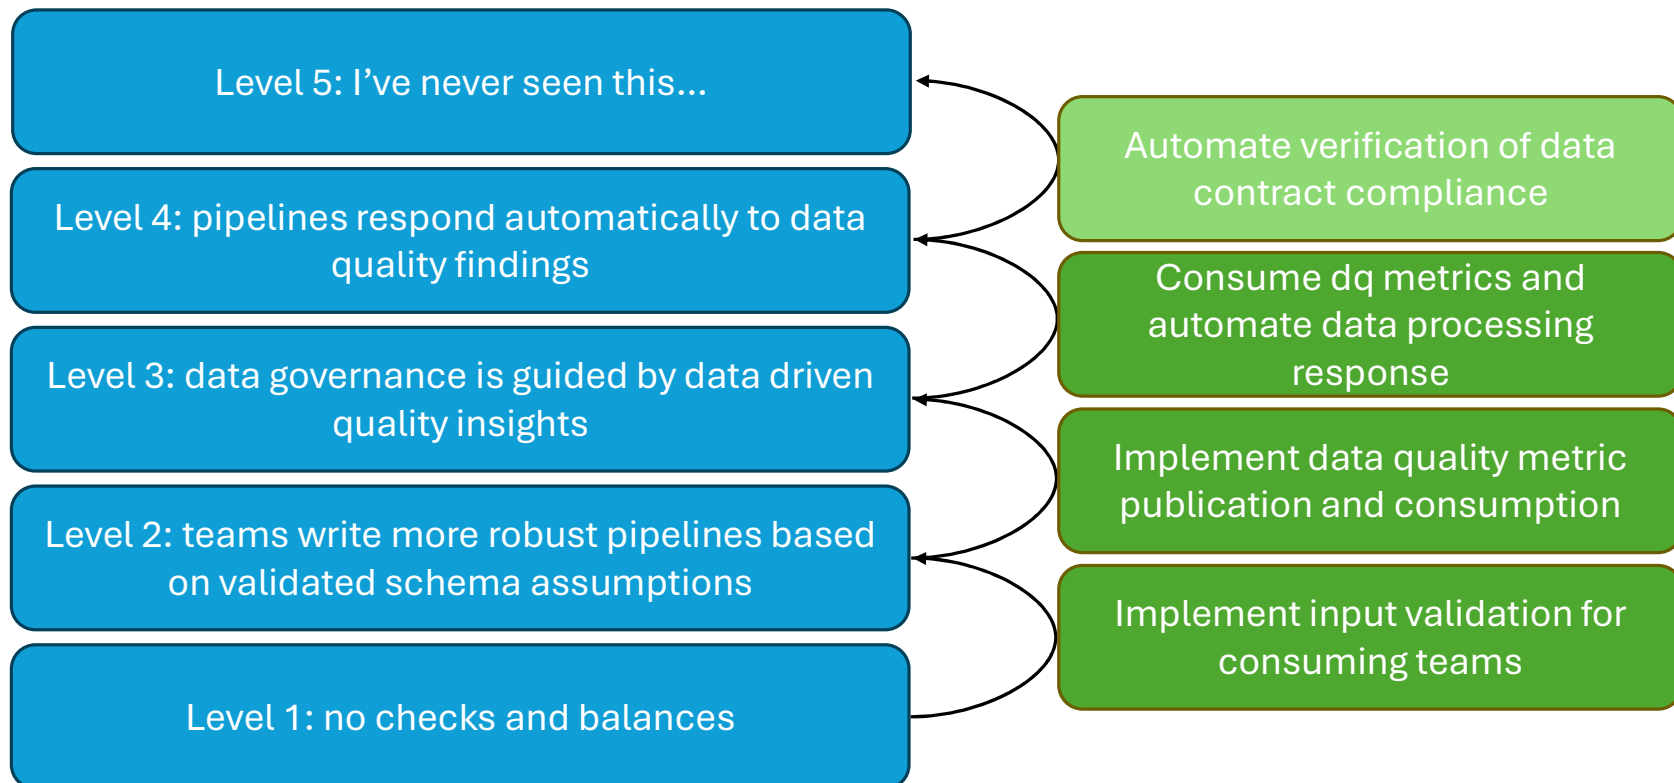 Level 5: I’ve never seen this...
Level 4: pipelines respond automatically to data
quality findings
Level 3: data governance is guided by data driven
quality insights
Level 2: teams write more robust pipelines based
on validated schema assumptions
Level 1: no checks and balances
Automate verification of data
contract compliance
Consume dq metrics and
automate data processing
response
Implement data quality metric
publication and consumption
Implement input validation for
consuming teams